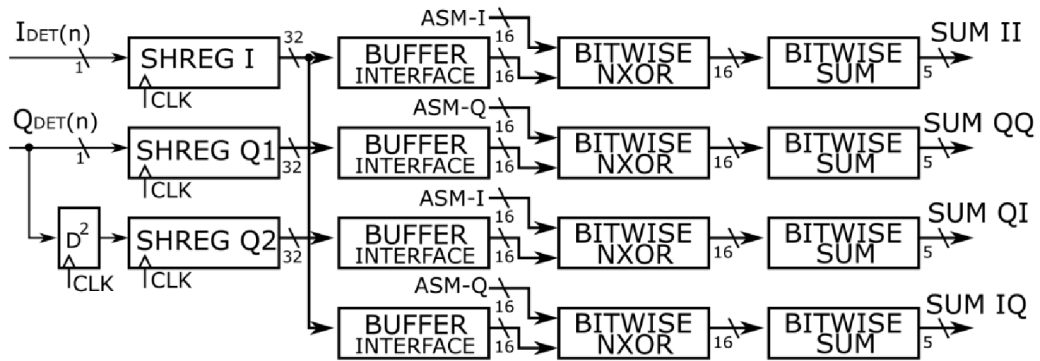 IDET(n)
1
SHREG I
CLK
32
BUFFER
INTERFACE
ASM-I
16
16
BITWISE
NXOR
16
BITWISE
SUM
5
SUM II
QDET(n)
1
SHREG Q1
CLK
32
BUFFER
INTERFACE
ASM-Q
16
16
BITWISE
NXOR
16
BITWISE
SUM
5
SUM QQ
D²
CLK
SHREG Q2
CLK
32
BUFFER
INTERFACE
ASM-I
16
16
BITWISE
NXOR
16
BITWISE
SUM
5
SUM QI
BUFFER
INTERFACE
ASM-Q
16
16
BITWISE
NXOR
16
BITWISE
SUM
5
SUM IQ